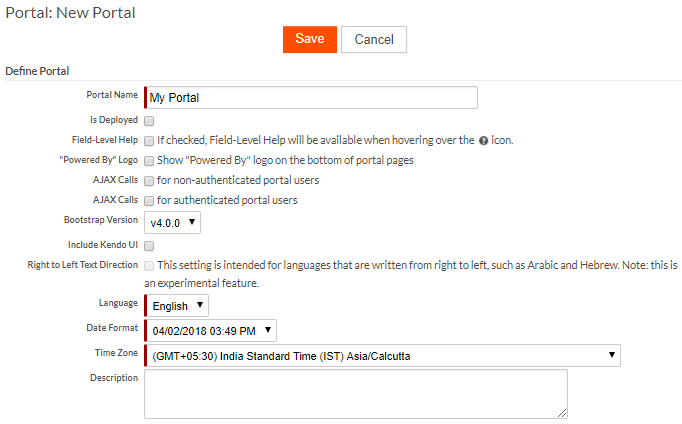 Portal: New Portal
Save Cancel
Define Portal
Portal Name My Portal
Is Deployed
Field-Level Help If checked, Field-Level Help will be available when hovering over the ? icon.
"Powered By" Logo Show "Powered By" logo on the bottom of portal pages
AJAX Calls for non-authenticated portal users
AJAX Calls for authenticated portal users
Bootstrap Version v4.0.0
Include Kendo UI
Right to Left Text Direction This setting is intended for languages that are written from right to left, such as Arabic and Hebrew. Note: this is
an experimental feature.
Language English
Date Format 04/02/2018 03:49 PM
Time Zone (GMT+05:30) India Standard Time (IST) Asia/Calcutta
Description